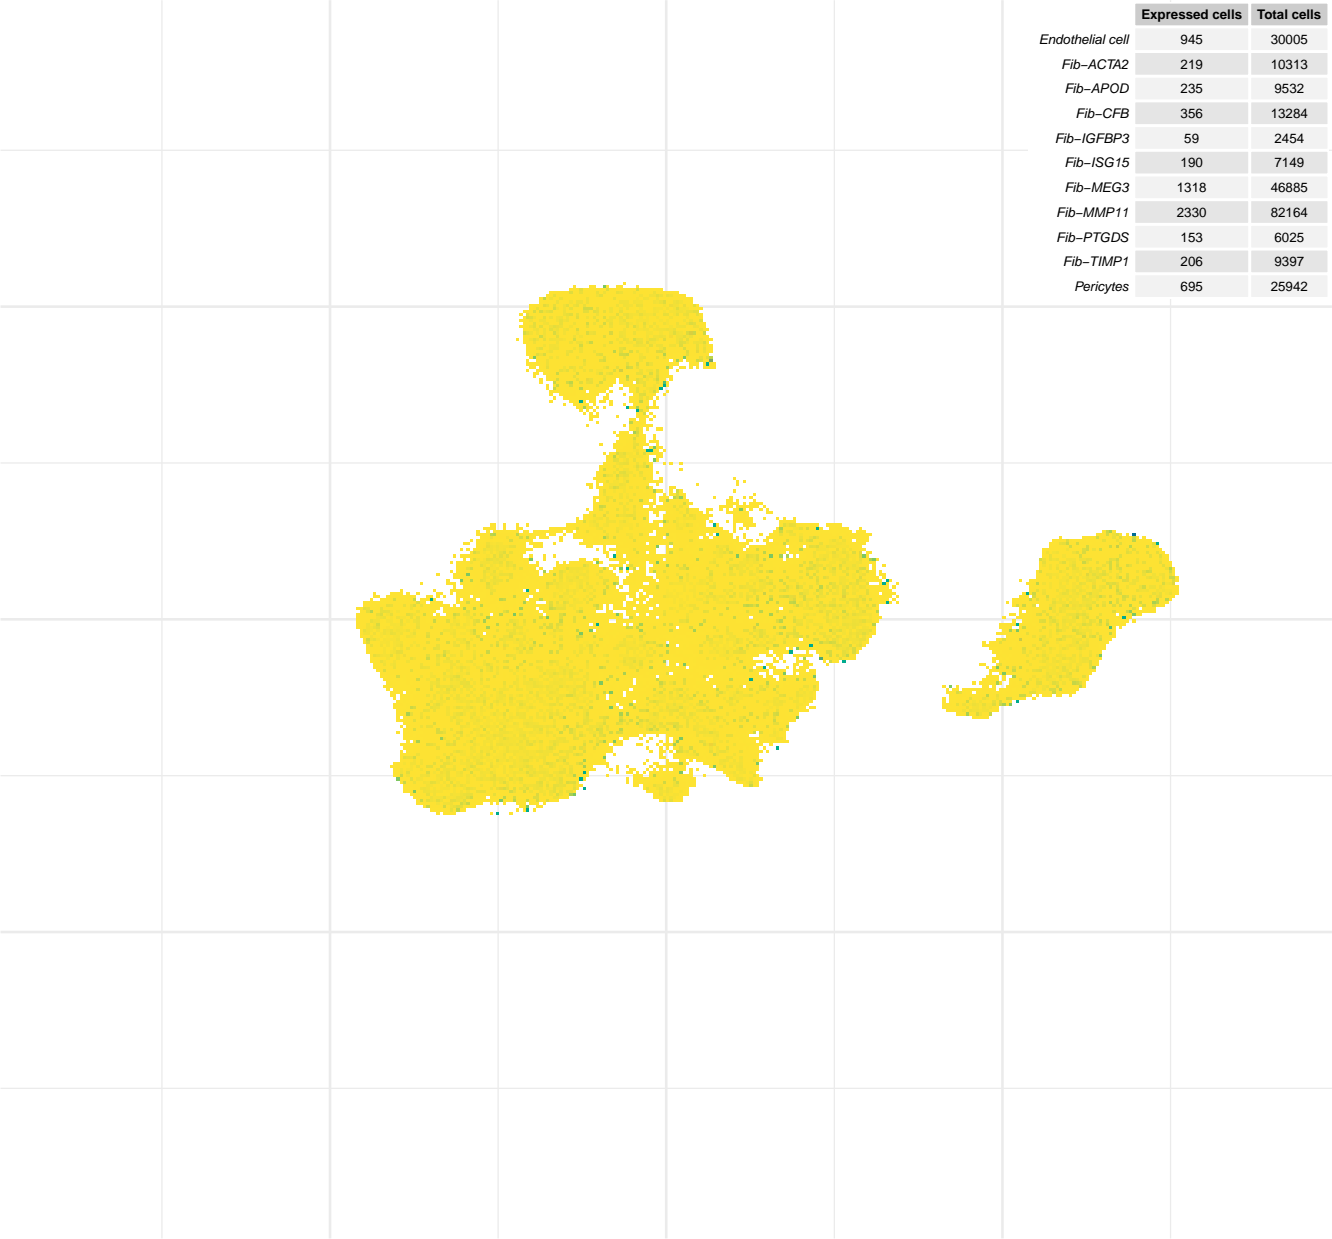 Expressed cells Total cells
Endothelial cell 945 30005
Fib−ACTA2 219 10313
Fib−APOD 235 9532
Fib−CFB 356 13284
Fib−IGFBP3 59 2454
Fib−ISG15 190 7149
Fib−MEG3 1318 46885
Fib−MMP11 2330 82164
Fib−PTGDS 153 6025
Fib−TIMP1 206 9397
Pericytes 695 25942